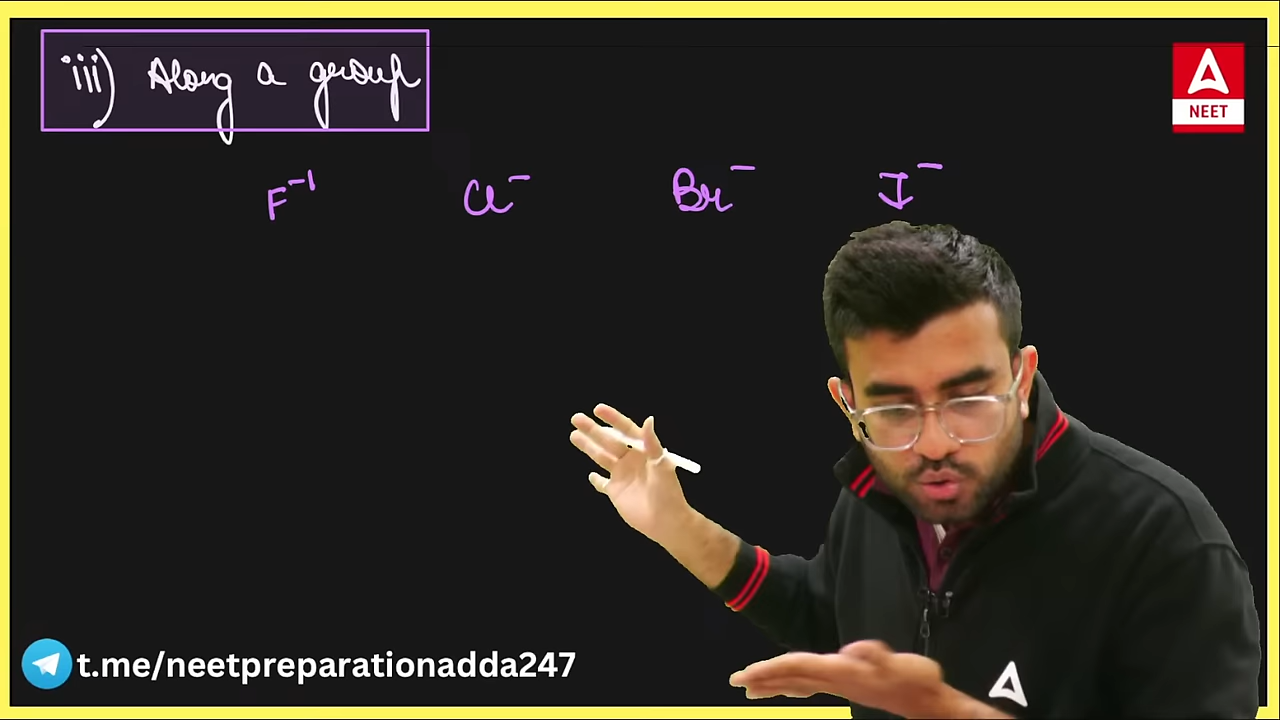 iii) Along a group
NEET
F⁻¹ Cl⁻ Br⁻ I⁻
t.me/neetpreparationadda247